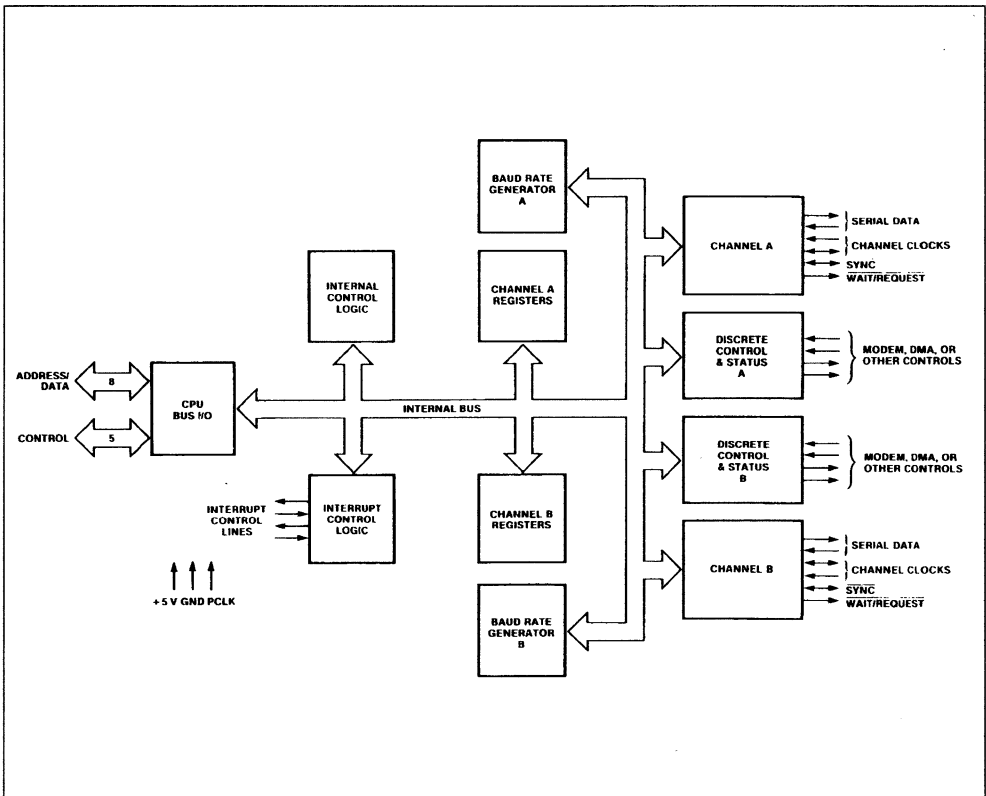 BAUD RATE
GENERATOR
A
CHANNEL A
SERIAL DATA
CHANNEL CLOCKS
SYNC
WAIT/REQUEST
INTERNAL
CONTROL
LOGIC
CHANNEL A
REGISTERS
DISCRETE
CONTROL
& STATUS
A
MODEM, DMA, OR
OTHER CONTROLS
ADDRESS/
DATA
8
CPU
BUS I/O
INTERNAL BUS
CONTROL
5
DISCRETE
CONTROL
& STATUS
B
MODEM, DMA, OR
OTHER CONTROLS
INTERRUPT
CONTROL
LINES
INTERRUPT
CONTROL
LOGIC
CHANNEL B
REGISTERS
CHANNEL B
SERIAL DATA
CHANNEL CLOCKS
SYNC
WAIT/REQUEST
+ 5 V GND PCLK
BAUD RATE
GENERATOR
B